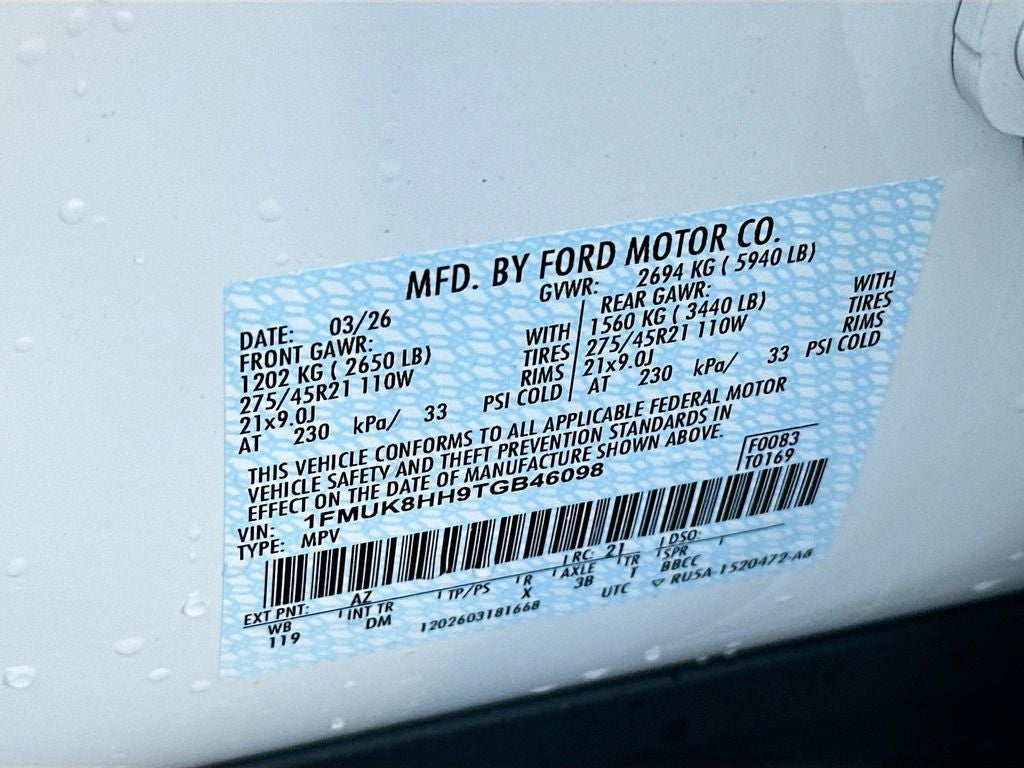 MFD. BY FORD MOTOR CO.
DATE: 03/26 GVWR: 2694 KG ( 5940 LB)
FRONT GAWR: WITH REAR GAWR: WITH
1202 KG ( 2650 LB) TIRES 1560 KG ( 3440 LB) TIRES
275/45R21 110W RIMS 275/45R21 110W RIMS
21x9.0J PSI COLD 21x9.0J PSI COLD
AT 230 kPa/ 33 AT 230 kPa/ 33
THIS VEHICLE CONFORMS TO ALL APPLICABLE FEDERAL MOTOR
VEHICLE SAFETY AND THEFT PREVENTION STANDARDS IN
EFFECT ON THE DATE OF MANUFACTURE SHOWN ABOVE.
VIN: 1FMUK8HH9TGB46098 F0083
TYPE: MPV T0169
EXT PNT: AZ RC: 21 DSO:
WB INT TR TP/PS R AXLE TR SPR
119 DM X 3B T BBCC
1202603181668 UTC ▽ RU5A-1520472-A6